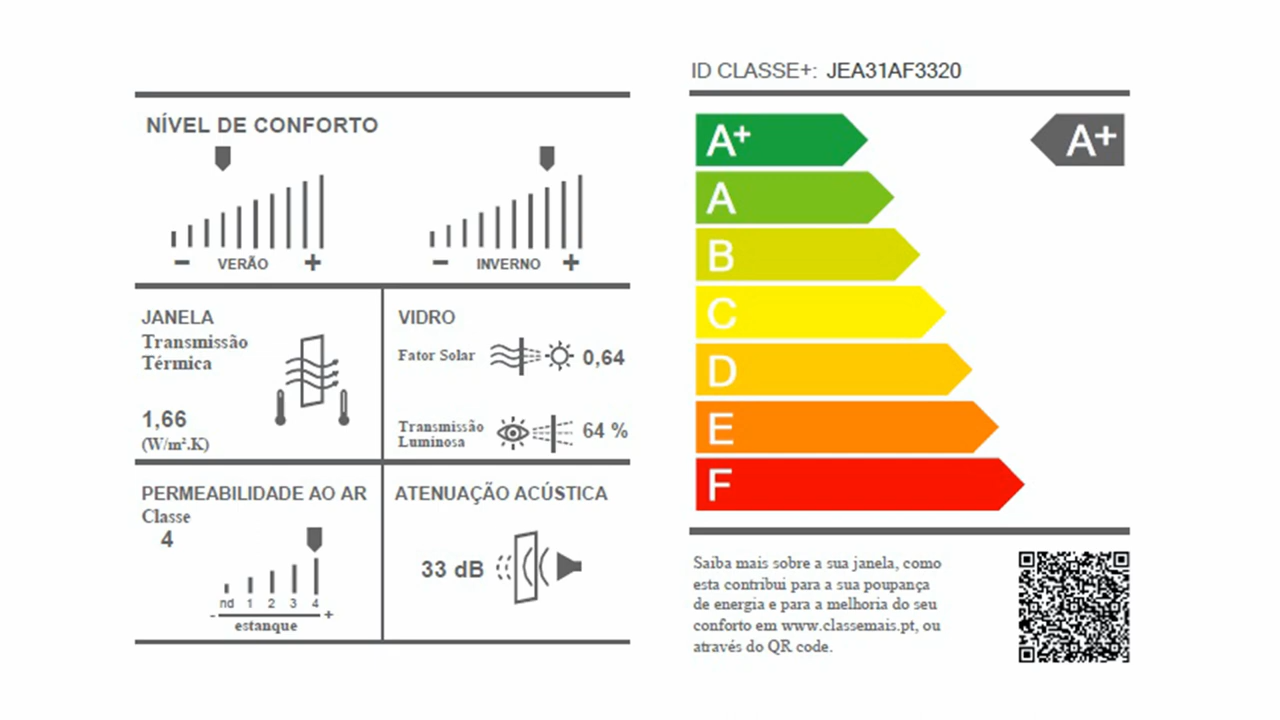 NÍVEL DE CONFORTO
− VERÃO +
− INVERNO +
JANELA
Transmissão
Térmica
1,66
(W/m².K)
VIDRO
Fator Solar 0,64
Transmissão
Luminosa 64 %
PERMEABILIDADE AO AR
Classe
4
nd 1 2 3 4
- estanque +
ATENUAÇÃO ACÚSTICA
33 dB
ID CLASSE+: JEA31AF3320
A+ A+
A
B
C
D
E
F
Saiba mais sobre a sua janela, como
esta contribui para a sua poupança
de energia e para a melhoria do seu
conforto em www.classemais.pt, ou
através do QR code.